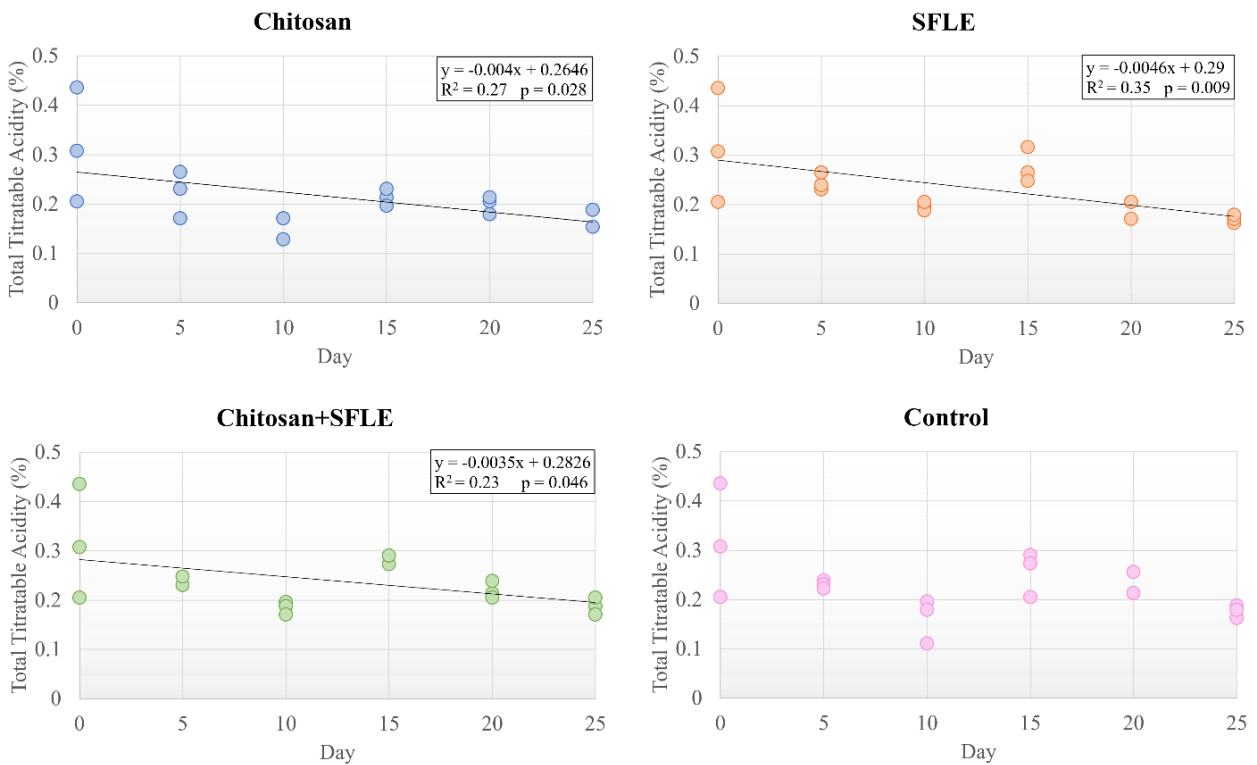 Chitosan
y = -0.004x + 0.2646
R² = 0.27 p = 0.028
Total Titratable Acidity (%)
0.5
0.4
0.3
0.2
0.1
0
0 5 10 15 20 25
Day
SFLE
y = -0.0046x + 0.29
R² = 0.35 p = 0.009
Total Titratable Acidity (%)
0.5
0.4
0.3
0.2
0.1
0
0 5 10 15 20 25
Day
Chitosan+SFLE
y = -0.0035x + 0.2826
R² = 0.23 p = 0.046
Total Titratable Acidity (%)
0.5
0.4
0.3
0.2
0.1
0
0 5 10 15 20 25
Day
Control
Total Titratable Acidity (%)
0.5
0.4
0.3
0.2
0.1
0
0 5 10 15 20 25
Day